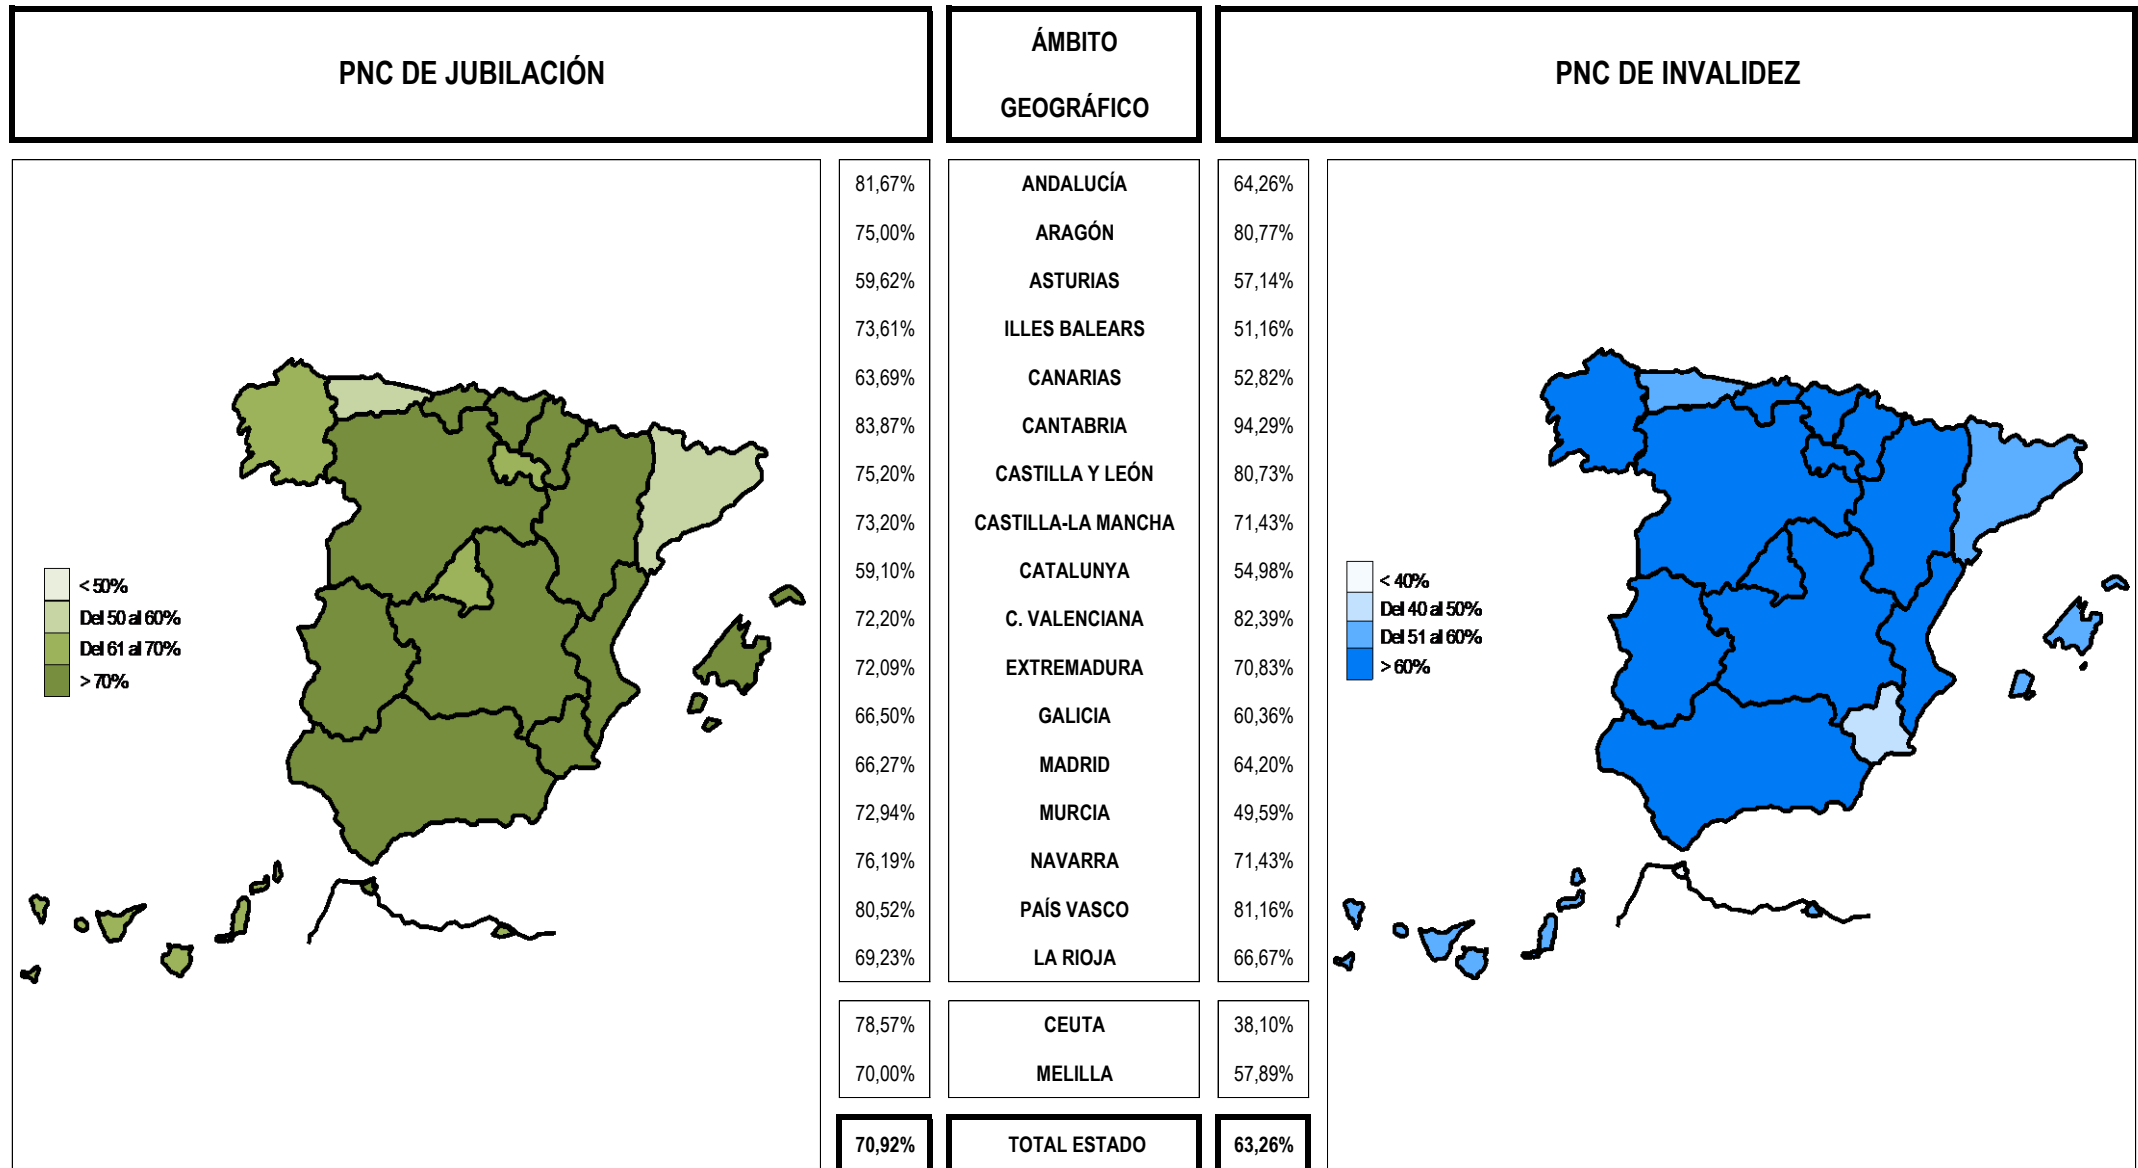 PNC DE JUBILACIÓN
ÁMBITO
GEOGRÁFICO
PNC DE INVALIDEZ
81,67% ANDALUCÍA 64,26%
75,00% ARAGÓN 80,77%
59,62% ASTURIAS 57,14%
73,61% ILLES BALEARS 51,16%
63,69% CANARIAS 52,82%
83,87% CANTABRIA 94,29%
75,20% CASTILLA Y LEÓN 80,73%
73,20% CASTILLA-LA MANCHA 71,43%
59,10% CATALUNYA 54,98%
72,20% C. VALENCIANA 82,39%
72,09% EXTREMADURA 70,83%
66,50% GALICIA 60,36%
66,27% MADRID 64,20%
72,94% MURCIA 49,59%
76,19% NAVARRA 71,43%
80,52% PAÍS VASCO 81,16%
69,23% LA RIOJA 66,67%
78,57% CEUTA 38,10%
70,00% MELILLA 57,89%
70,92% TOTAL ESTADO 63,26%
< 50%
Del 50 al 60%
Del 61 al 70%
> 70%
< 40%
Del 40 al 50%
Del 51 al 60%
> 60%